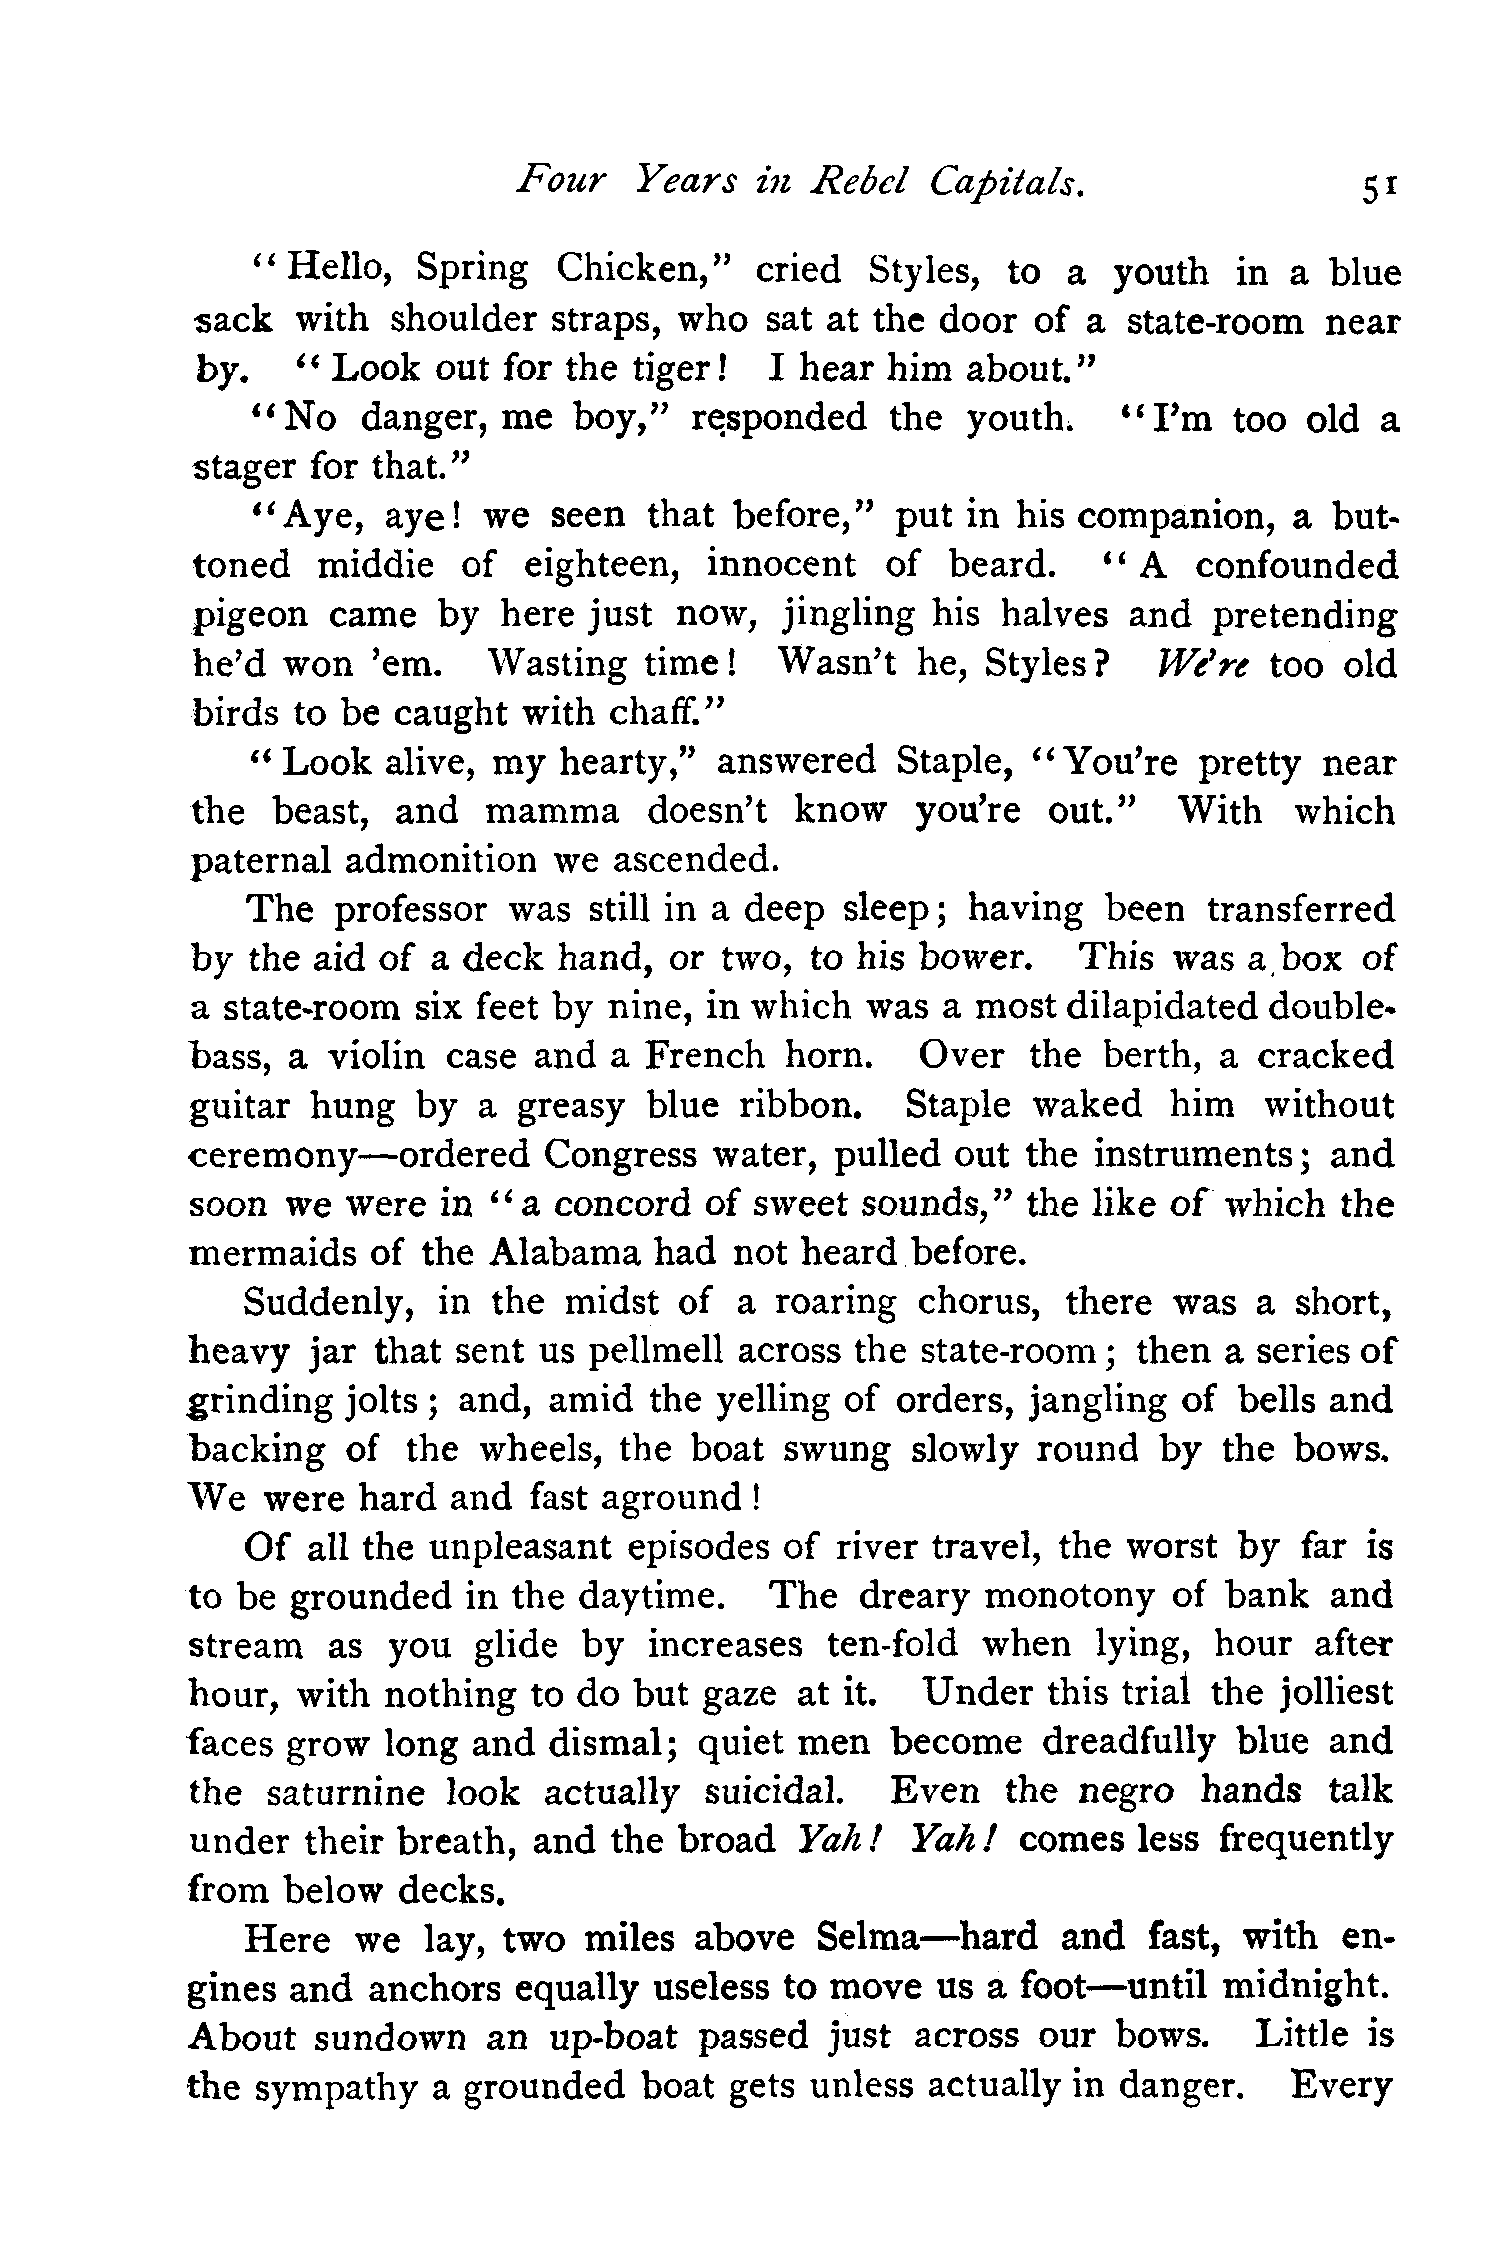 Four Years in Rebel Capitals. 51
"Hello, Spring Chicken," cried Styles, to a youth in a blue
sack with shoulder straps, who sat at the door of a state-room near
by. "Look out for the tiger! I hear him about."
"No danger, me boy," responded the youth. "I'm too old a
stager for that."
"Aye, aye! we seen that before," put in his companion, a but-
toned middie of eighteen, innocent of beard. "A confounded
pigeon came by here just now, jingling his halves and pretending
he'd won 'em. Wasting time! Wasn't he, Styles? We're too old
birds to be caught with chaff."
"Look alive, my hearty," answered Staple, "You're pretty near
the beast, and mamma doesn't know you're out." With which
paternal admonition we ascended.
The professor was still in a deep sleep; having been transferred
by the aid of a deck hand, or two, to his bower. This was a box of
a state-room six feet by nine, in which was a most dilapidated double-
bass, a violin case and a French horn. Over the berth, a cracked
guitar hung by a greasy blue ribbon. Staple waked him without
ceremony—ordered Congress water, pulled out the instruments; and
soon we were in "a concord of sweet sounds," the like of which the
mermaids of the Alabama had not heard before.
Suddenly, in the midst of a roaring chorus, there was a short,
heavy jar that sent us pellmell across the state-room; then a series of
grinding jolts; and, amid the yelling of orders, jangling of bells and
backing of the wheels, the boat swung slowly round by the bows.
We were hard and fast aground!
Of all the unpleasant episodes of river travel, the worst by far is
to be grounded in the daytime. The dreary monotony of bank and
stream as you glide by increases ten-fold when lying, hour after
hour, with nothing to do but gaze at it. Under this trial the jolliest
faces grow long and dismal; quiet men become dreadfully blue and
the saturnine look actually suicidal. Even the negro hands talk
under their breath, and the broad Yah! Yah! comes less frequently
from below decks.
Here we lay, two miles above Selma—hard and fast, with en-
gines and anchors equally useless to move us a foot—until midnight.
About sundown an up-boat passed just across our bows. Little is
the sympathy a grounded boat gets unless actually in danger. Every